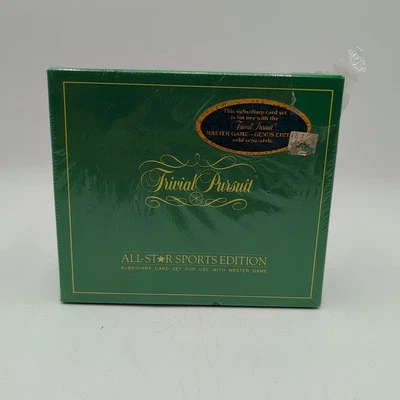 This subsidiary card set
is for use with the
Trivial Pursuit®
MASTER GAME—GENUS EDITION
sold separately.
Trivial Pursuit
ALL-ST★R SPORTS EDITION
SUBSIDIARY CARD SET FOR USE WITH MASTER GAME